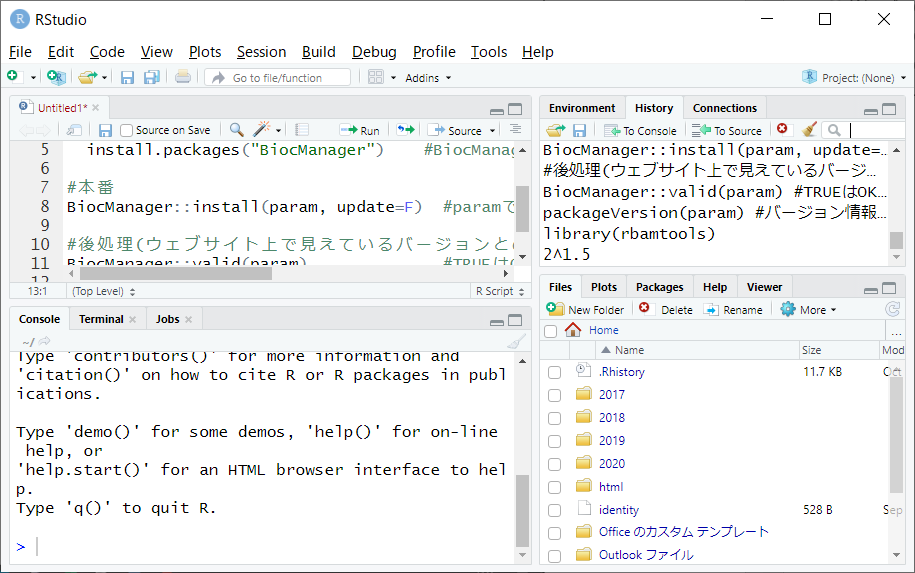 RStudio
File Edit Code View Plots Session Build Debug Profile Tools Help
Go to file/function Addins Project: (None)
Untitled1*
Source on Save Run Source
5 install.packages("BiocManager") #BiocManag
6
7 #本番
8 BiocManager::install(param, update=F) #paramで
9
10 #後処理(ウェブサイト上で見えているバージョンとの
11 BiocManager::valid(param) #TRUEはO
12
13:1 (Top Level) R Script
Console Terminal Jobs
~/
Type 'contributors()' for more information and
'citation()' on how to cite R or R packages in publ
ications.
Type 'demo()' for some demos, 'help()' for on-line
help, or
'help.start()' for an HTML browser interface to hel
p.
Type 'q()' to quit R.
>
Environment History Connections
To Console To Source
BiocManager::install(param, update=…
#後処理(ウェブサイト上で見えているバージ…
BiocManager::valid(param) #TRUEはOK…
packageVersion(param) #バージョン情報…
library(rbamtools)
2^1.5
Files Plots Packages Help Viewer
New Folder Delete Rename More
Home ...
Name Size Mod
.Rhistory 11.7 KB Oct
2017
2018
2019
2020
html
identity 528 B Sep
Office のカスタム テンプレート
Outlook ファイル